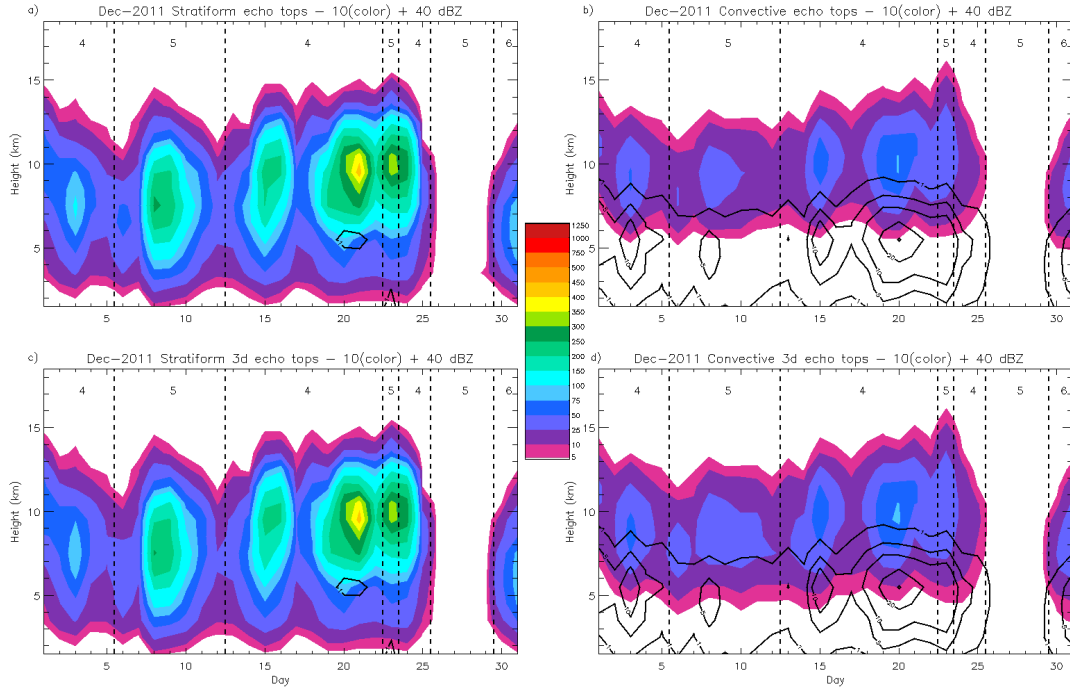 a) Dec-2011 Stratiform echo tops - 10(color) + 40 dBZ
4 5 4 5 4 5 6
15
10
5
Height (km)
5 10 15 20 25 30
b) Dec-2011 Convective echo tops - 10(color) + 40 dBZ
4 5 4 5 4 5 6
15
10
5
Height (km)
5 10 15 20 25 30
1250
1000
750
500
450
400
350
300
250
200
150
100
75
50
25
10
5
c) Dec-2011 Stratiform 3d echo tops - 10(color) + 40 dBZ
4 5 4 5 4 5 6
15
10
5
Height (km)
5 10 15 20 25 30
Day
d) Dec-2011 Convective 3d echo tops - 10(color) + 40 dBZ
4 5 4 5 4 5 6
15
10
5
Height (km)
5 10 15 20 25 30
Day